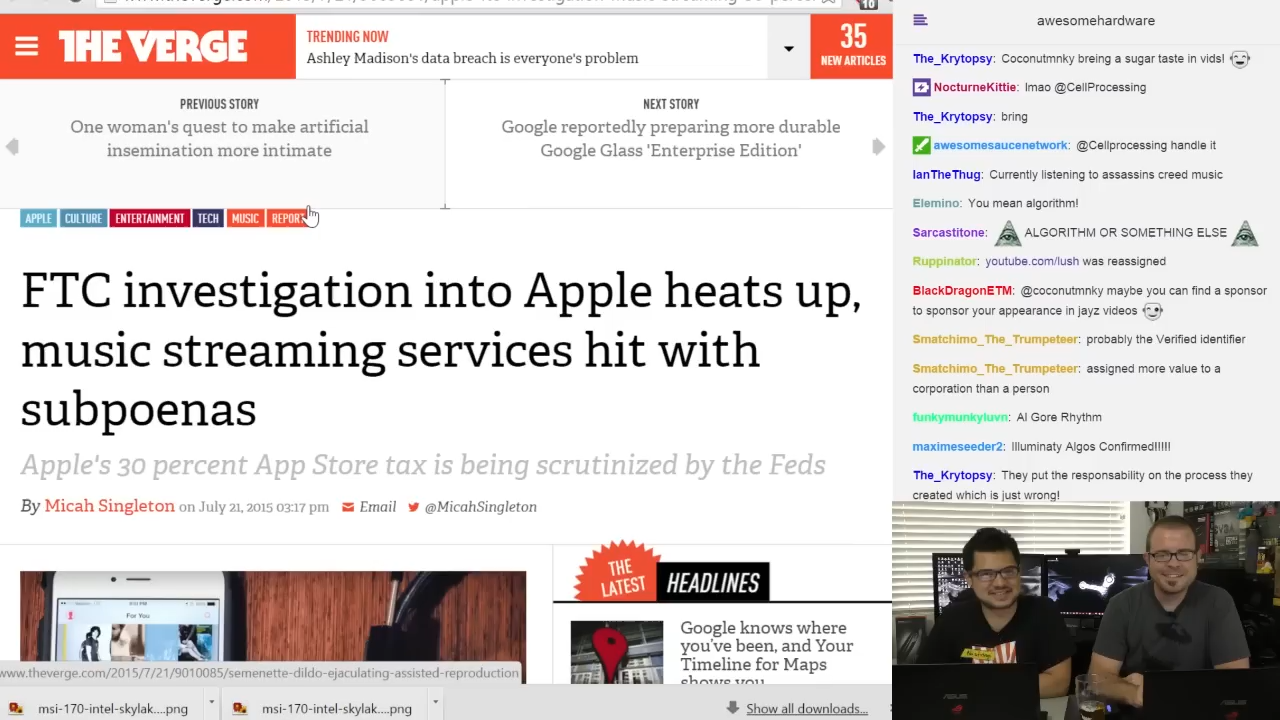 THE VERGE
TRENDING NOW
Ashley Madison's data breach is everyone's problem
35
NEW ARTICLES
10
PREVIOUS STORY
One woman's quest to make artificial
insemination more intimate
NEXT STORY
Google reportedly preparing more durable
Google Glass 'Enterprise Edition'
APPLE CULTURE ENTERTAINMENT TECH MUSIC REPORT
FTC investigation into Apple heats up,
music streaming services hit with
subpoenas
Apple's 30 percent App Store tax is being scrutinized by the Feds
By Micah Singleton on July 21, 2015 03:17 pm Email @MicahSingleton
For You
THE LATEST HEADLINES
Google knows where
you've been, and Your
Timeline for Maps
shows you
www.theverge.com/2015/7/21/9010085/semenette-dildo-ejaculating-assisted-reproduction
msi-170-intel-skylak....png
msi-170-intel-skylak....png
Show all downloads...
awesomehardware
The_Krytopsy: Coconutmnky breing a sugar taste in vids!
NocturneKittie: lmao @CellProcessing
The_Krytopsy: bring
awesomesaucenetwork: @Cellprocessing handle it
IanTheThug: Currently listening to assassins creed music
Elemino: You mean algorithm!
Sarcastitone: ALGORITHM OR SOMETHING ELSE
Ruppinator: youtube.com/lush was reassigned
BlackDragonETM: @coconutmnky maybe you can find a sponsor
to sponsor your appearance in jayz videos
Smatchimo_The_Trumpeteer: probably the Verified identifier
Smatchimo_The_Trumpeteer: assigned more value to a
corporation than a person
funkymunkyluvn: Al Gore Rhythm
maximeseeder2: Illuminaty Algos Confirmed!!!!!
The_Krytopsy: They put the responsability on the process they
created which is just wrong!
ASUS
ASUS